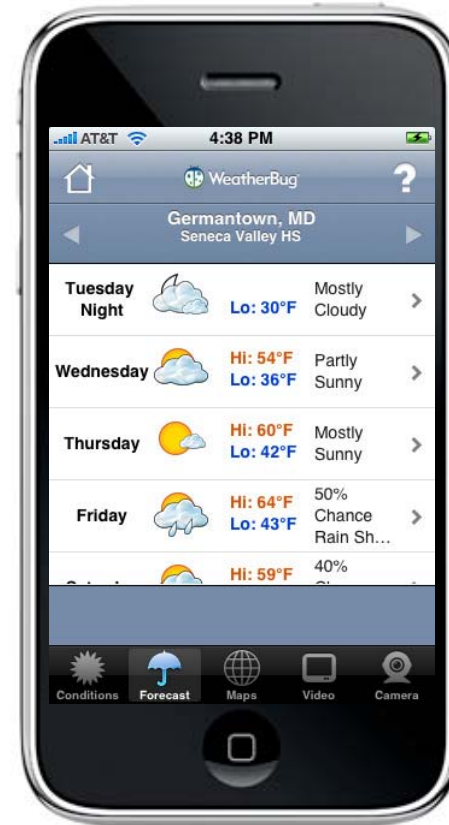 AT&T 4:38 PM
WeatherBug ?
Germantown, MD
Seneca Valley HS
Tuesday
Night
Lo: 30°F
Mostly
Cloudy
Wednesday
Hi: 54°F
Lo: 36°F
Partly
Sunny
Thursday
Hi: 60°F
Lo: 42°F
Mostly
Sunny
Friday
Hi: 64°F
Lo: 43°F
50%
Chance
Rain Sh...
Hi: 59°F
40%
Conditions Forecast Maps Video Camera